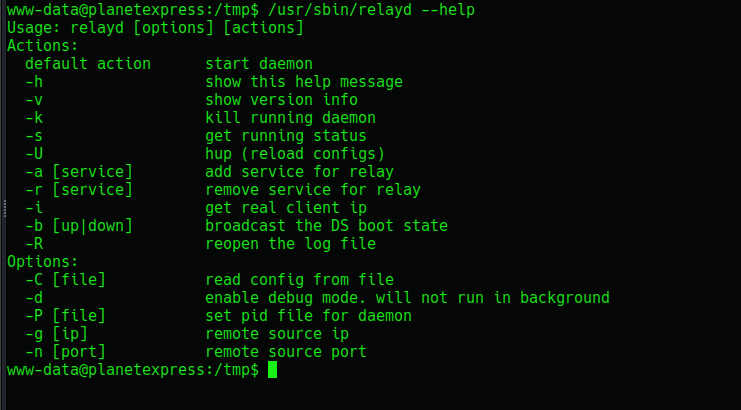 www-data@planetexpress:/tmp$ /usr/sbin/relayd --help
Usage: relayd [options] [actions]
Actions:
  default action      start daemon
  -h                  show this help message
  -v                  show version info
  -k                  kill running daemon
  -s                  get running status
  -U                  hup (reload configs)
  -a [service]        add service for relay
  -r [service]        remove service for relay
  -i                  get real client ip
  -b [up|down]        broadcast the DS boot state
  -R                  reopen the log file
Options:
  -C [file]           read config from file
  -d                  enable debug mode. will not run in background
  -P [file]           set pid file for daemon
  -g [ip]             remote source ip
  -n [port]           remote source port
www-data@planetexpress:/tmp$